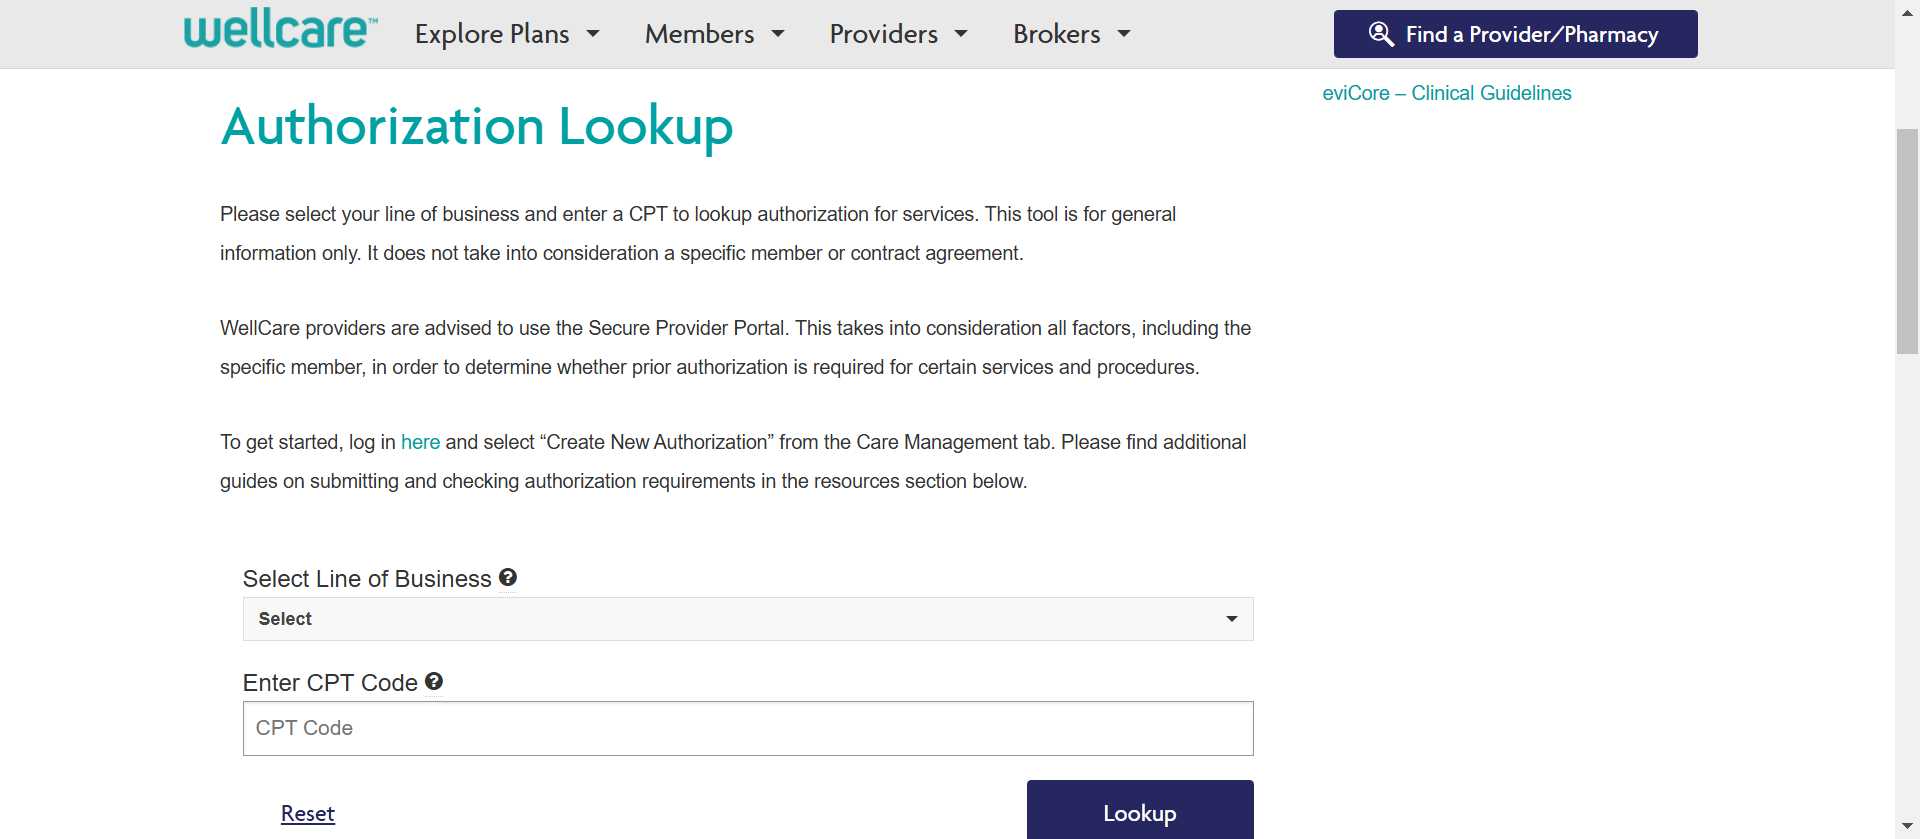 wellcare™ Explore Plans Members Providers Brokers Find a Provider/Pharmacy
eviCore – Clinical Guidelines
Authorization Lookup
Please select your line of business and enter a CPT to lookup authorization for services. This tool is for general
information only. It does not take into consideration a specific member or contract agreement.
WellCare providers are advised to use the Secure Provider Portal. This takes into consideration all factors, including the
specific member, in order to determine whether prior authorization is required for certain services and procedures.
To get started, log in here and select “Create New Authorization” from the Care Management tab. Please find additional
guides on submitting and checking authorization requirements in the resources section below.
Select Line of Business ?
Select
Enter CPT Code ?
CPT Code
Reset Lookup